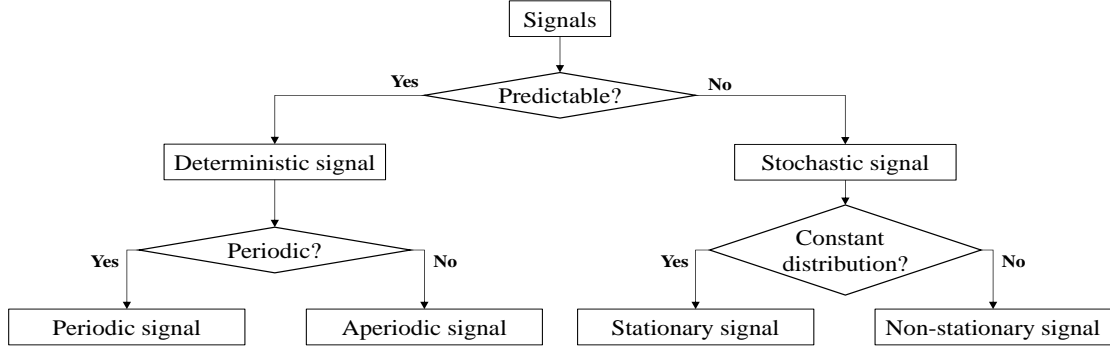 Signals
Yes
No
Predictable?
Deterministic signal
Stochastic signal
Periodic?
Constant
distribution?
Yes
No
Yes
No
Periodic signal
Aperiodic signal
Stationary signal
Non-stationary signal